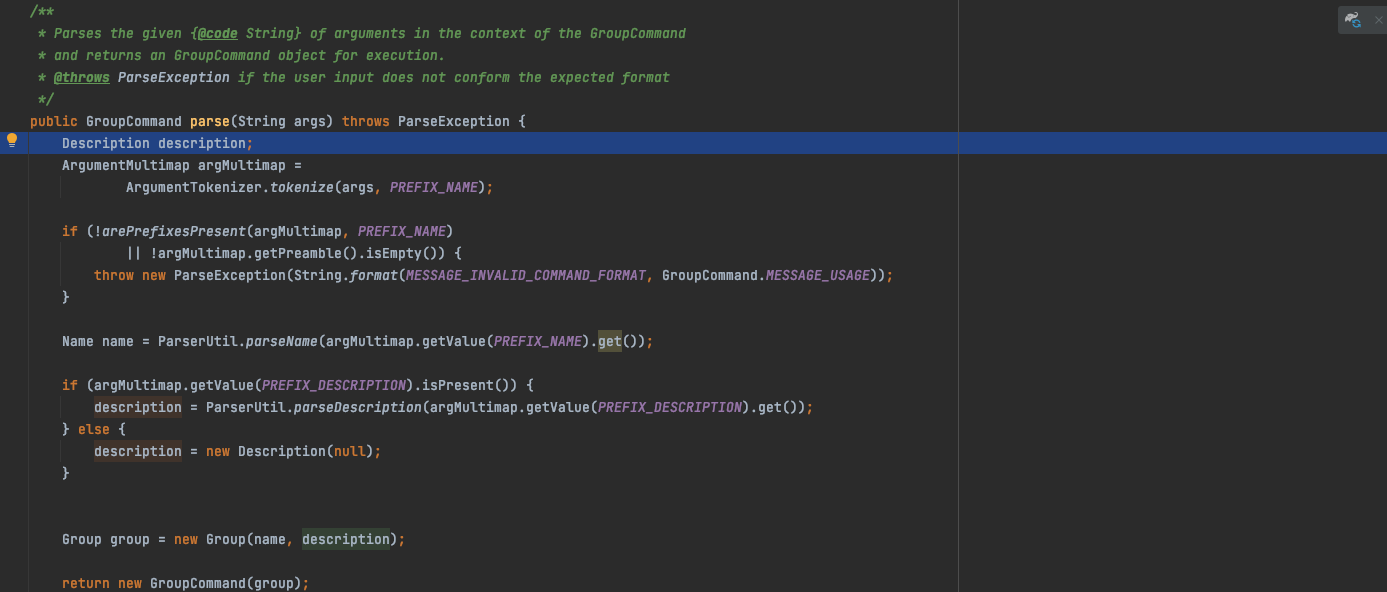 /**
 * Parses the given {@code String} of arguments in the context of the GroupCommand
 * and returns an GroupCommand object for execution.
 * @throws ParseException if the user input does not conform the expected format
 */
public GroupCommand parse(String args) throws ParseException {
    Description description;
    ArgumentMultimap argMultimap =
            ArgumentTokenizer.tokenize(args, PREFIX_NAME);

    if (!arePrefixesPresent(argMultimap, PREFIX_NAME)
            || !argMultimap.getPreamble().isEmpty()) {
        throw new ParseException(String.format(MESSAGE_INVALID_COMMAND_FORMAT, GroupCommand.MESSAGE_USAGE));
    }

    Name name = ParserUtil.parseName(argMultimap.getValue(PREFIX_NAME).get());

    if (argMultimap.getValue(PREFIX_DESCRIPTION).isPresent()) {
        description = ParserUtil.parseDescription(argMultimap.getValue(PREFIX_DESCRIPTION).get());
    } else {
        description = new Description(null);
    }

    Group group = new Group(name, description);

    return new GroupCommand(group);